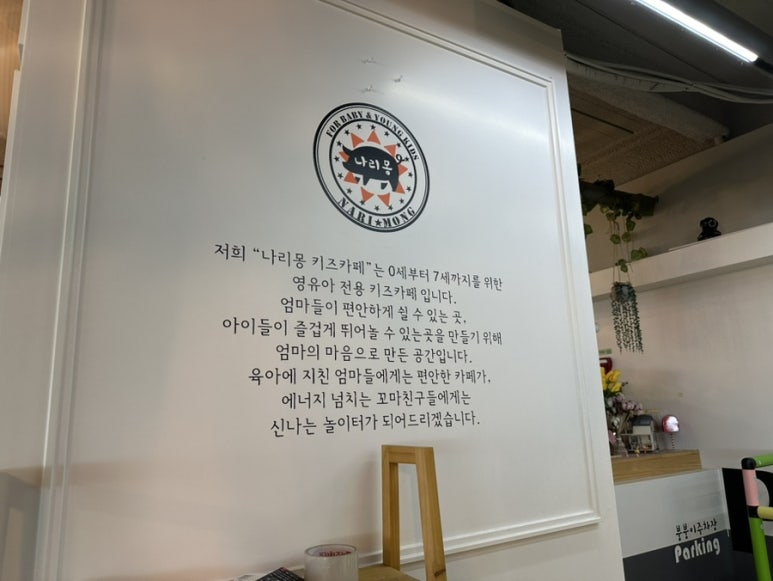 FOR BABY & YOUNG KIDS
나리몽
NARI★MONG
저희 "나리몽 키즈카페"는 0세부터 7세까지를 위한
영유아 전용 키즈카페 입니다.
엄마들이 편안하게 쉴 수 있는 곳,
아이들이 즐겁게 뛰어놀 수 있는곳을 만들기 위해
엄마의 마음으로 만든 공간입니다.
육아에 지친 엄마들에게는 편안한 카페가,
에너지 넘치는 꼬마친구들에게는
신나는 놀이터가 되어드리겠습니다.
붕붕이주차장
Parking